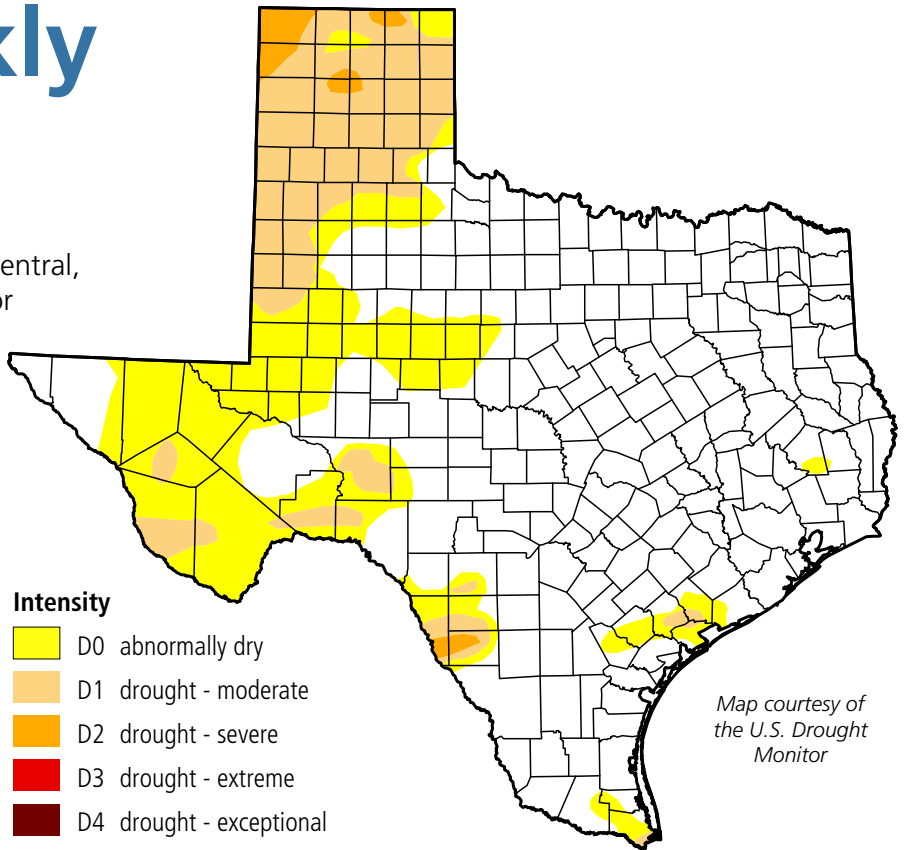 kly
entral,
or
Intensity
D0 abnormally dry
D1 drought - moderate
D2 drought - severe
D3 drought - extreme
D4 drought - exceptional
Map courtesy of
the U.S. Drought
Monitor